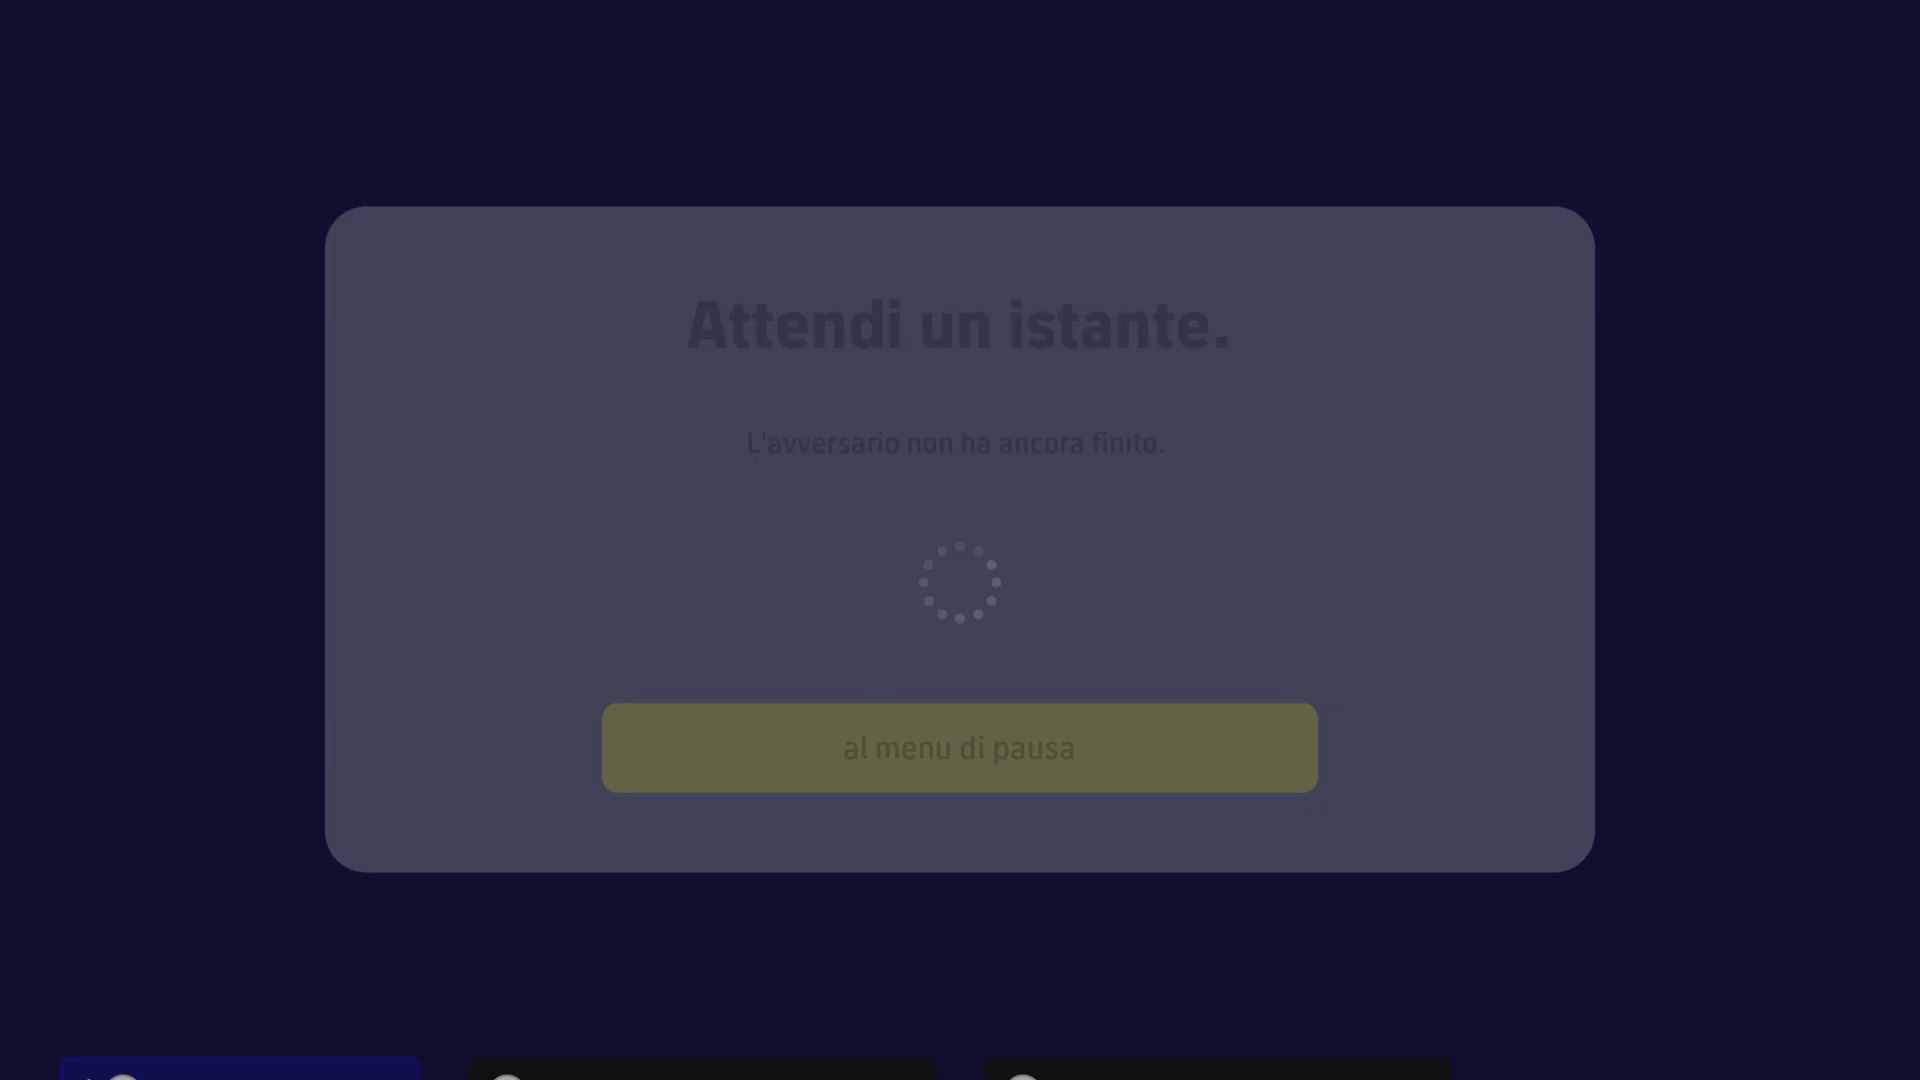 Attendi un istante.
L'avversario non ha ancora finito.
al menu di pausa